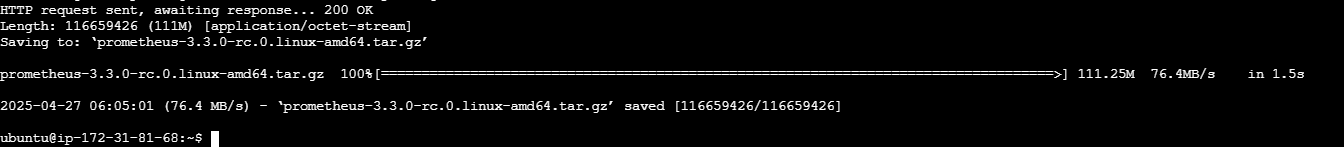 HTTP request sent, awaiting response... 200 OK
Length: 116659426 (111M) [application/octet-stream]
Saving to: ‘prometheus-3.3.0-rc.0.linux-amd64.tar.gz’
prometheus-3.3.0-rc.0.linux-amd64.tar.gz 100%[===================================================================================>] 111.25M 76.4MB/s in 1.5s
2025-04-27 06:05:01 (76.4 MB/s) - ‘prometheus-3.3.0-rc.0.linux-amd64.tar.gz’ saved [116659426/116659426]
ubuntu@ip-172-31-81-68:~$